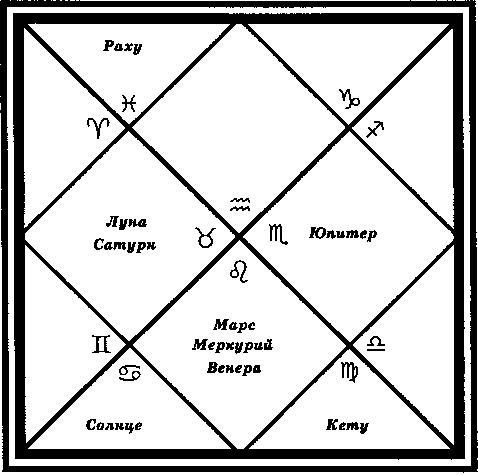 Раху
♓ ♑
♈ ♐
♒
Луна
Сатурн
♉ ♏ Юпитер
♌
Марс
Меркурий
Венера
♊ ♎
♋ ♍
Солнце Кету